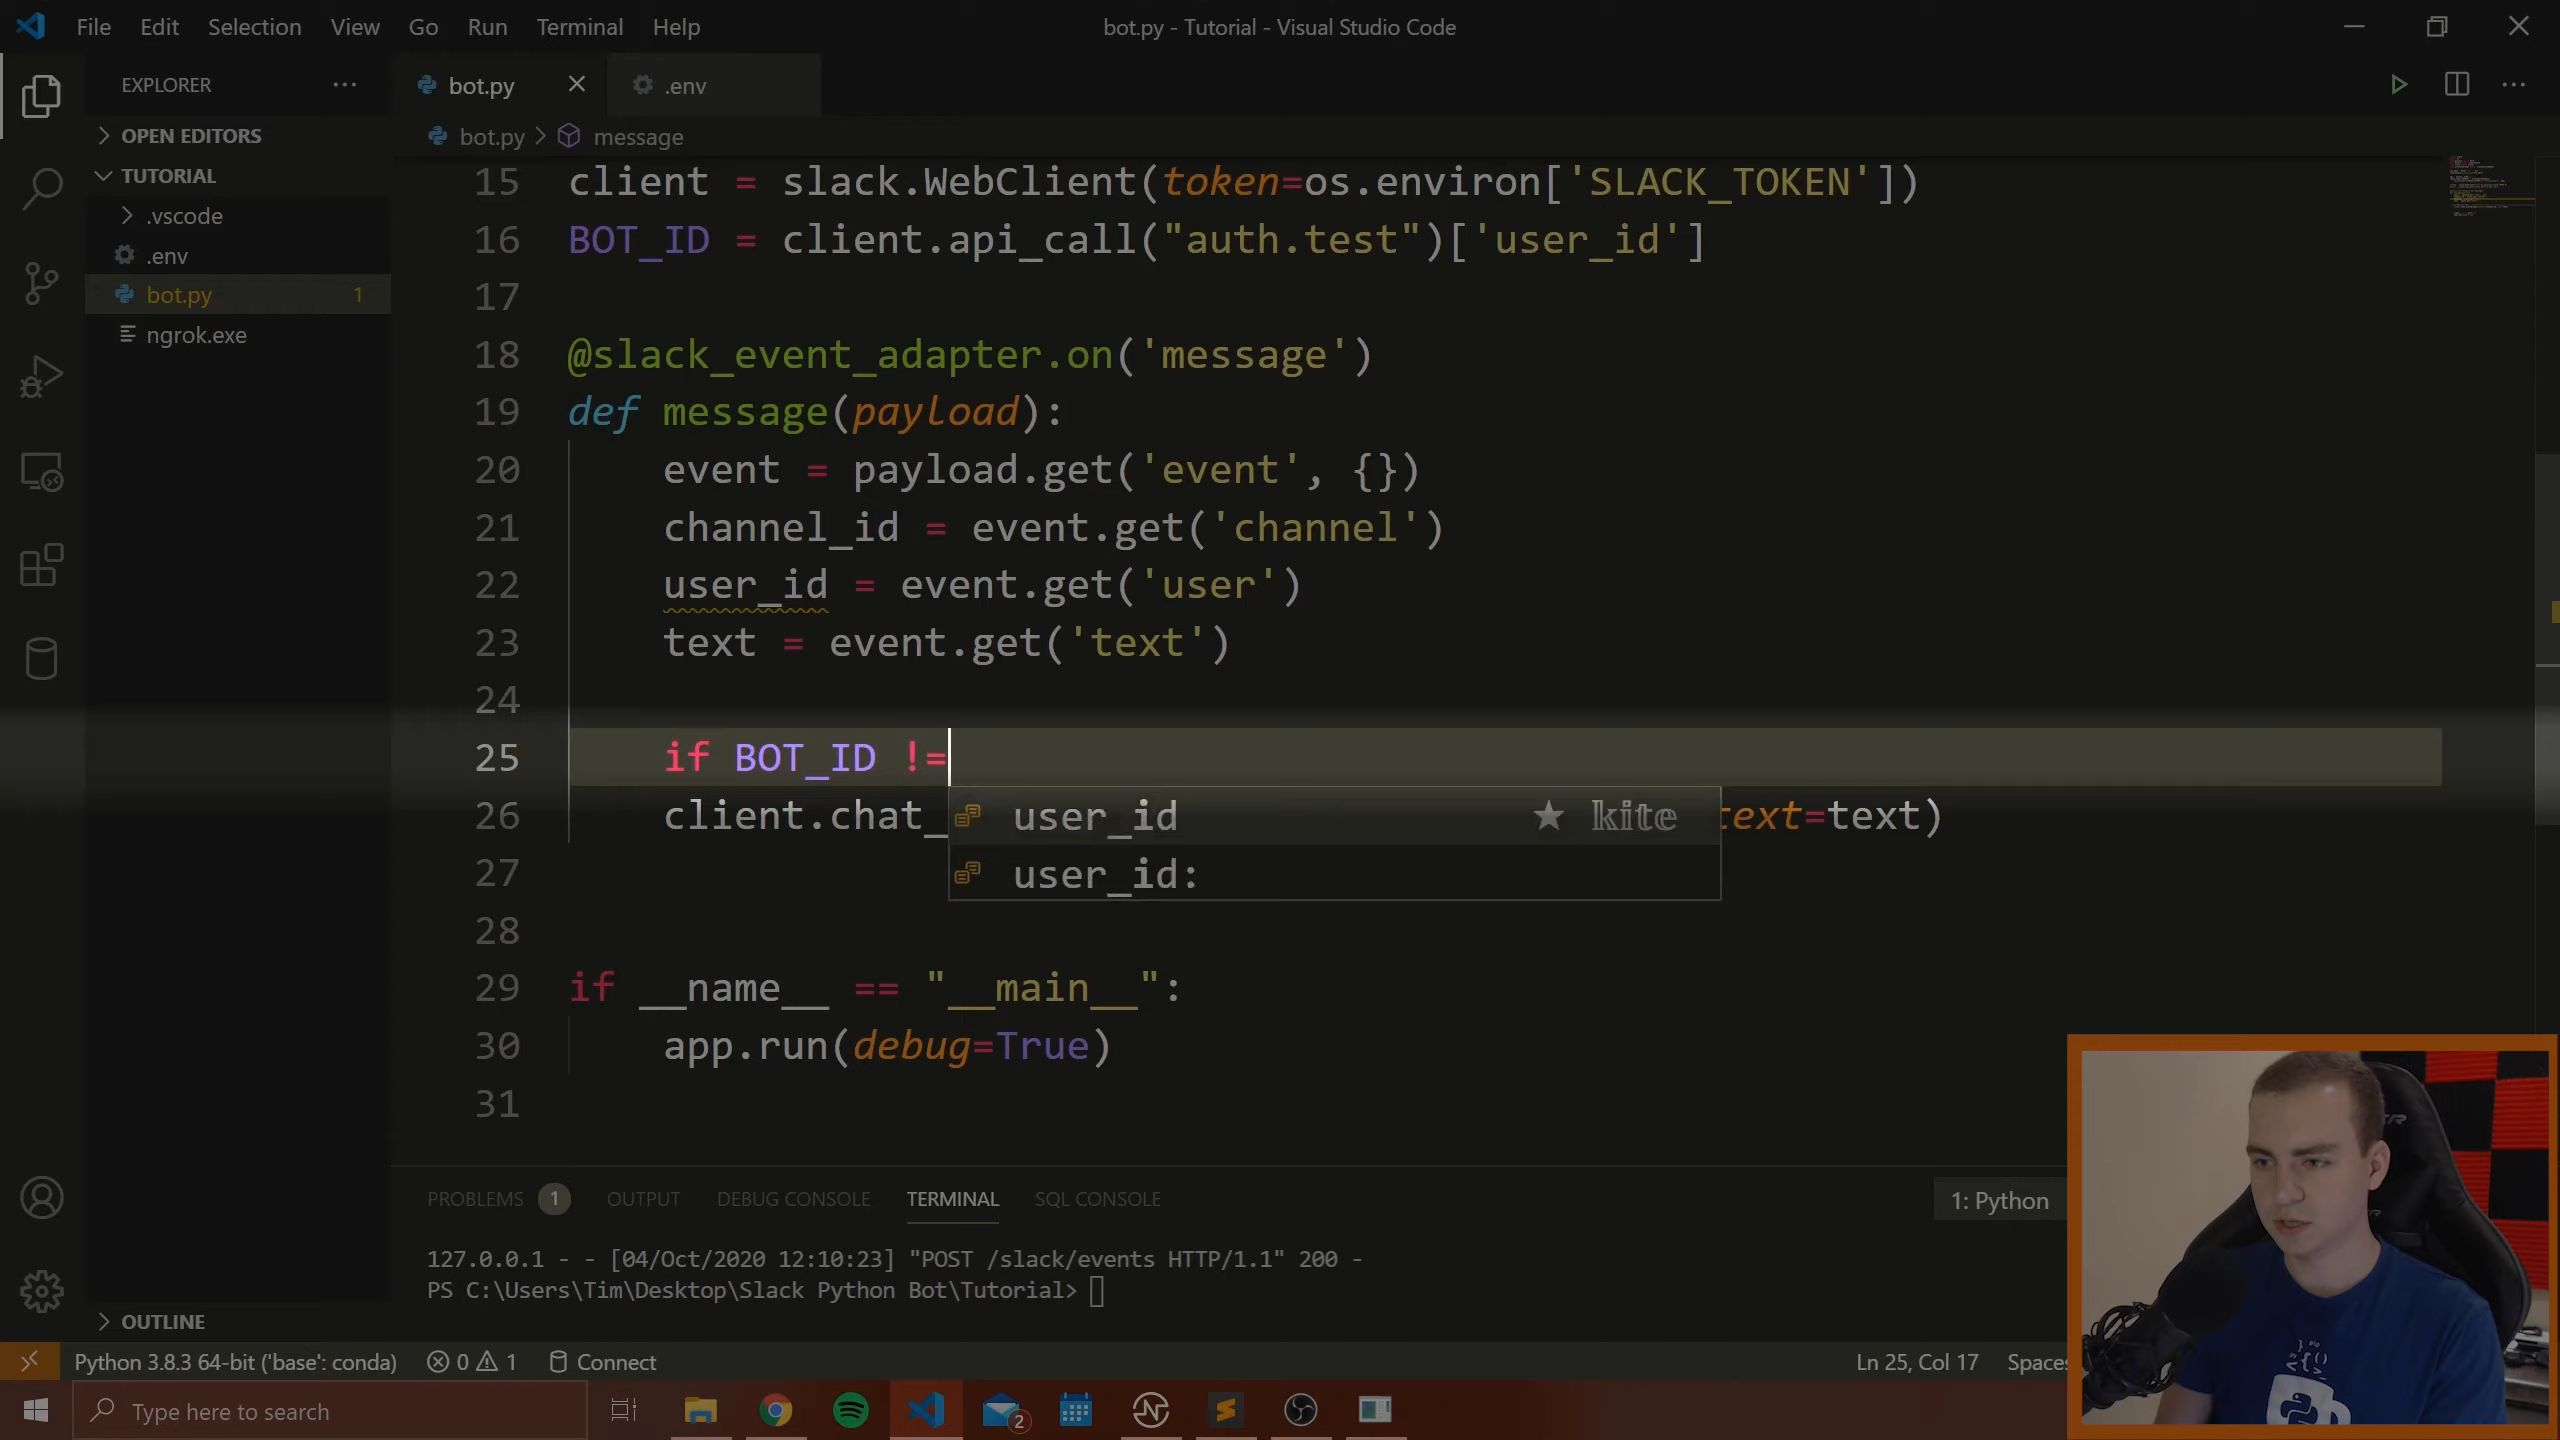 File Edit Selection View Go Run Terminal Help
bot.py - Tutorial - Visual Studio Code
EXPLORER
bot.py
.env
OPEN EDITORS
bot.py > message
TUTORIAL
.vscode
.env
bot.py 1
ngrok.exe
15 client = slack.WebClient(token=os.environ['SLACK_TOKEN'])
16 BOT_ID = client.api_call("auth.test")['user_id']
17
18 @slack_event_adapter.on('message')
19 def message(payload):
20 event = payload.get('event', {})
21 channel_id = event.get('channel')
22 user_id = event.get('user')
23 text = event.get('text')
24
25 if BOT_ID !=
26 client.chat_ text=text)
user_id ★ kite
user_id:
27
28
29 if __name__ == "__main__":
30 app.run(debug=True)
31
PROBLEMS 1 OUTPUT DEBUG CONSOLE TERMINAL SQL CONSOLE
1: Python
127.0.0.1 - - [04/Oct/2020 12:10:23] "POST /slack/events HTTP/1.1" 200 -
PS C:\Users\Tim\Desktop\Slack Python Bot\Tutorial>
OUTLINE
Python 3.8.3 64-bit ('base': conda) 0 1 Connect
Ln 25, Col 17
Type here to search
2